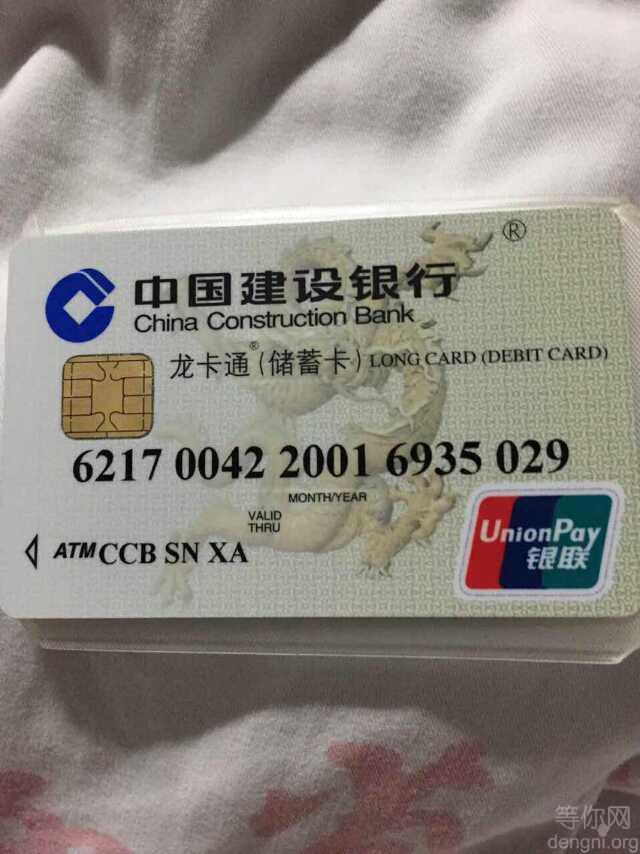 ®
中国建设银行
China Construction Bank
龙卡通®(储蓄卡) LONG CARD (DEBIT CARD)
6217 0042 2001 6935 029
MONTH/YEAR
VALID
THRU
ATM CCB SN XA
UnionPay
银联
等你网
dengni.org